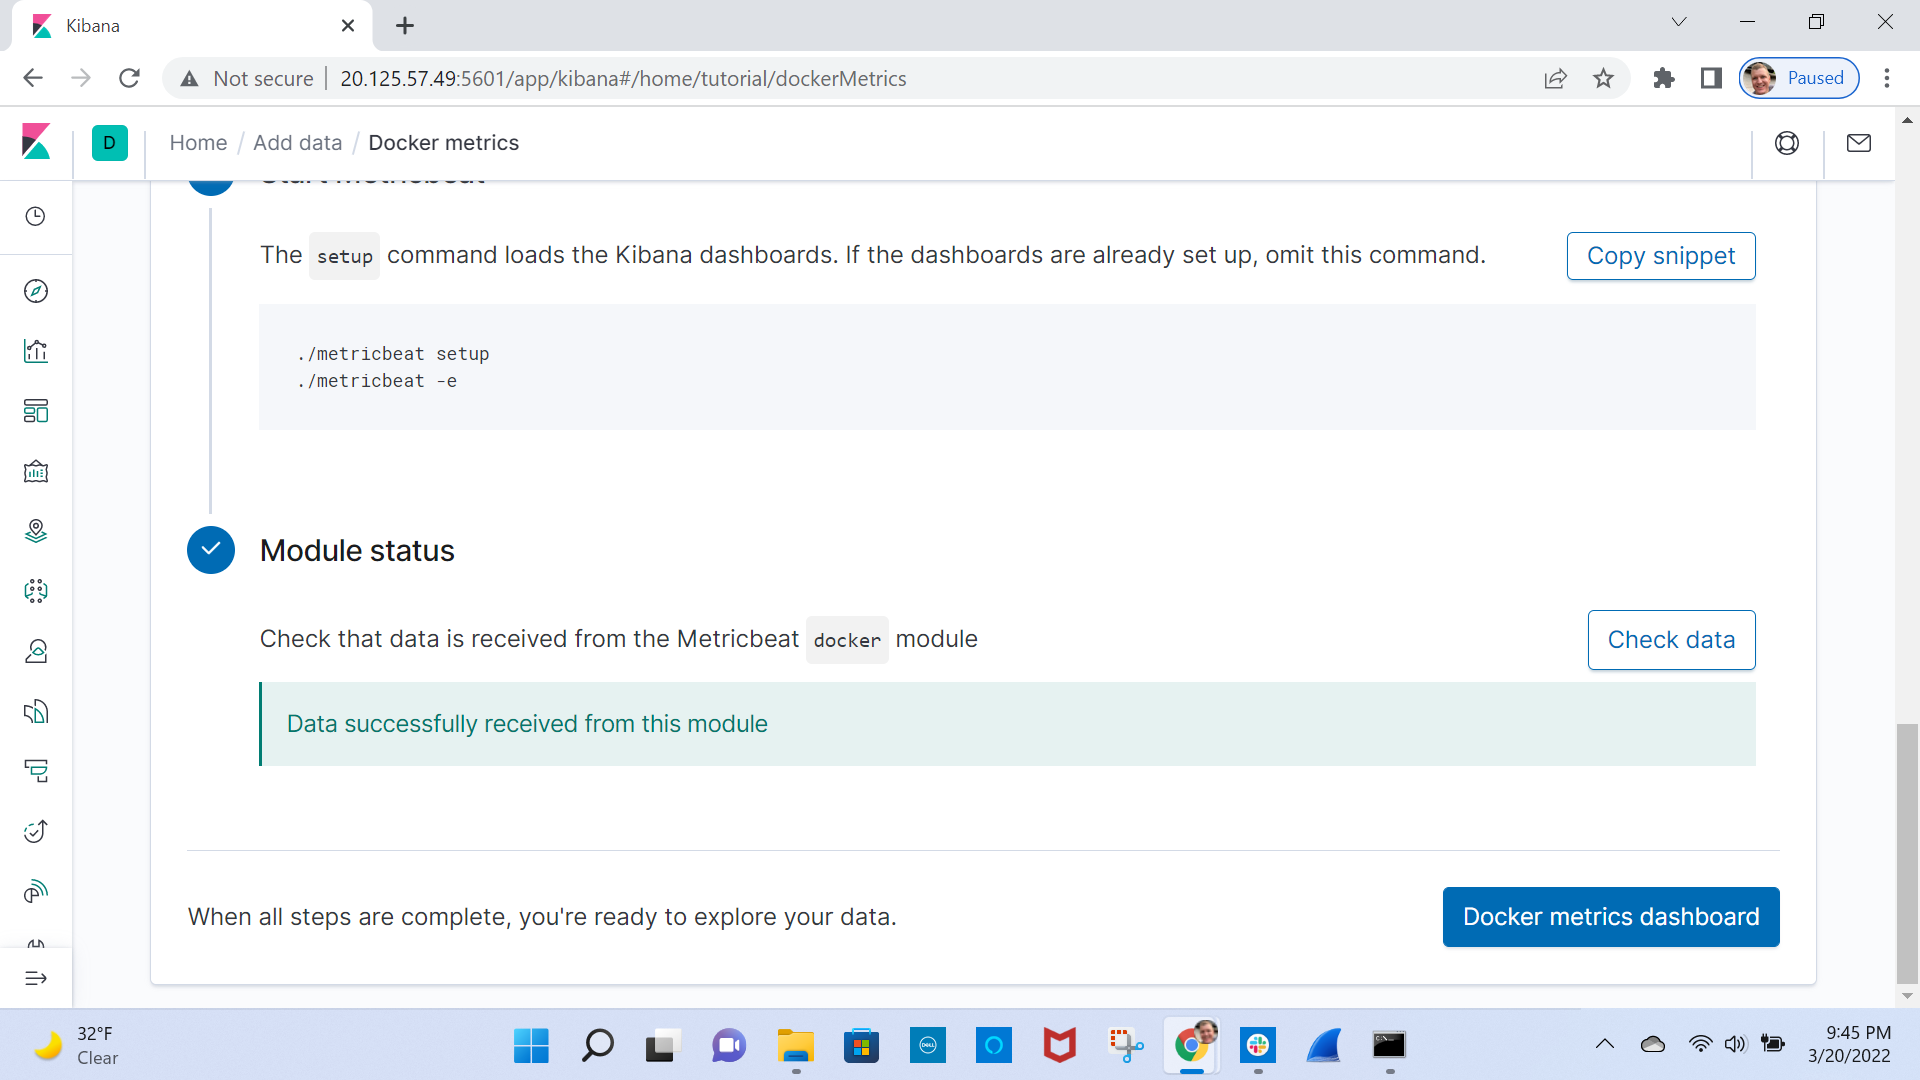 Kibana
Not secure
20.125.57.49:5601/app/kibana#/home/tutorial/dockerMetrics
Paused
D
Home / Add data / Docker metrics
Start metricbeat
The setup command loads the Kibana dashboards. If the dashboards are already set up, omit this command.
Copy snippet
./metricbeat setup
./metricbeat -e
Module status
Check that data is received from the Metricbeat docker module
Check data
Data successfully received from this module
When all steps are complete, you're ready to explore your data.
Docker metrics dashboard
32°F
Clear
DELL
9:45 PM
3/20/2022